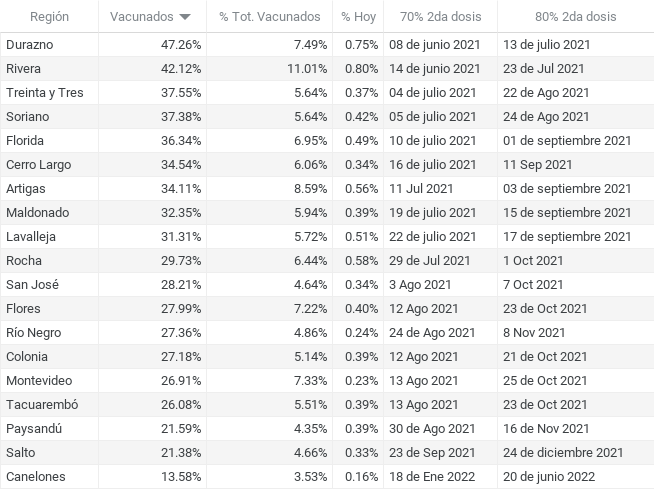 Región Vacunados % Tot. Vacunados % Hoy 70% 2da dosis 80% 2da dosis
Durazno 47.26% 7.49% 0.75% 08 de junio 2021 13 de julio 2021
Rivera 42.12% 11.01% 0.80% 14 de junio 2021 23 de Jul 2021
Treinta y Tres 37.55% 5.64% 0.37% 04 de julio 2021 22 de Ago 2021
Soriano 37.38% 5.64% 0.42% 05 de julio 2021 24 de Ago 2021
Florida 36.34% 6.95% 0.49% 10 de julio 2021 01 de septiembre 2021
Cerro Largo 34.54% 6.06% 0.34% 16 de julio 2021 11 Sep 2021
Artigas 34.11% 8.59% 0.56% 11 Jul 2021 03 de septiembre 2021
Maldonado 32.35% 5.94% 0.39% 19 de julio 2021 15 de septiembre 2021
Lavalleja 31.31% 5.72% 0.51% 22 de julio 2021 17 de septiembre 2021
Rocha 29.73% 6.44% 0.58% 29 de Jul 2021 1 Oct 2021
San José 28.21% 4.64% 0.34% 3 Ago 2021 7 Oct 2021
Flores 27.99% 7.22% 0.40% 12 Ago 2021 23 de Oct 2021
Río Negro 27.36% 4.86% 0.24% 24 de Ago 2021 8 Nov 2021
Colonia 27.18% 5.14% 0.39% 12 Ago 2021 21 de Oct 2021
Montevideo 26.91% 7.33% 0.23% 13 Ago 2021 25 de Oct 2021
Tacuarembó 26.08% 5.51% 0.39% 13 Ago 2021 23 de Oct 2021
Paysandú 21.59% 4.35% 0.39% 30 de Ago 2021 16 de Nov 2021
Salto 21.38% 4.66% 0.33% 23 de Sep 2021 24 de diciembre 2021
Canelones 13.58% 3.53% 0.16% 18 de Ene 2022 20 de junio 2022